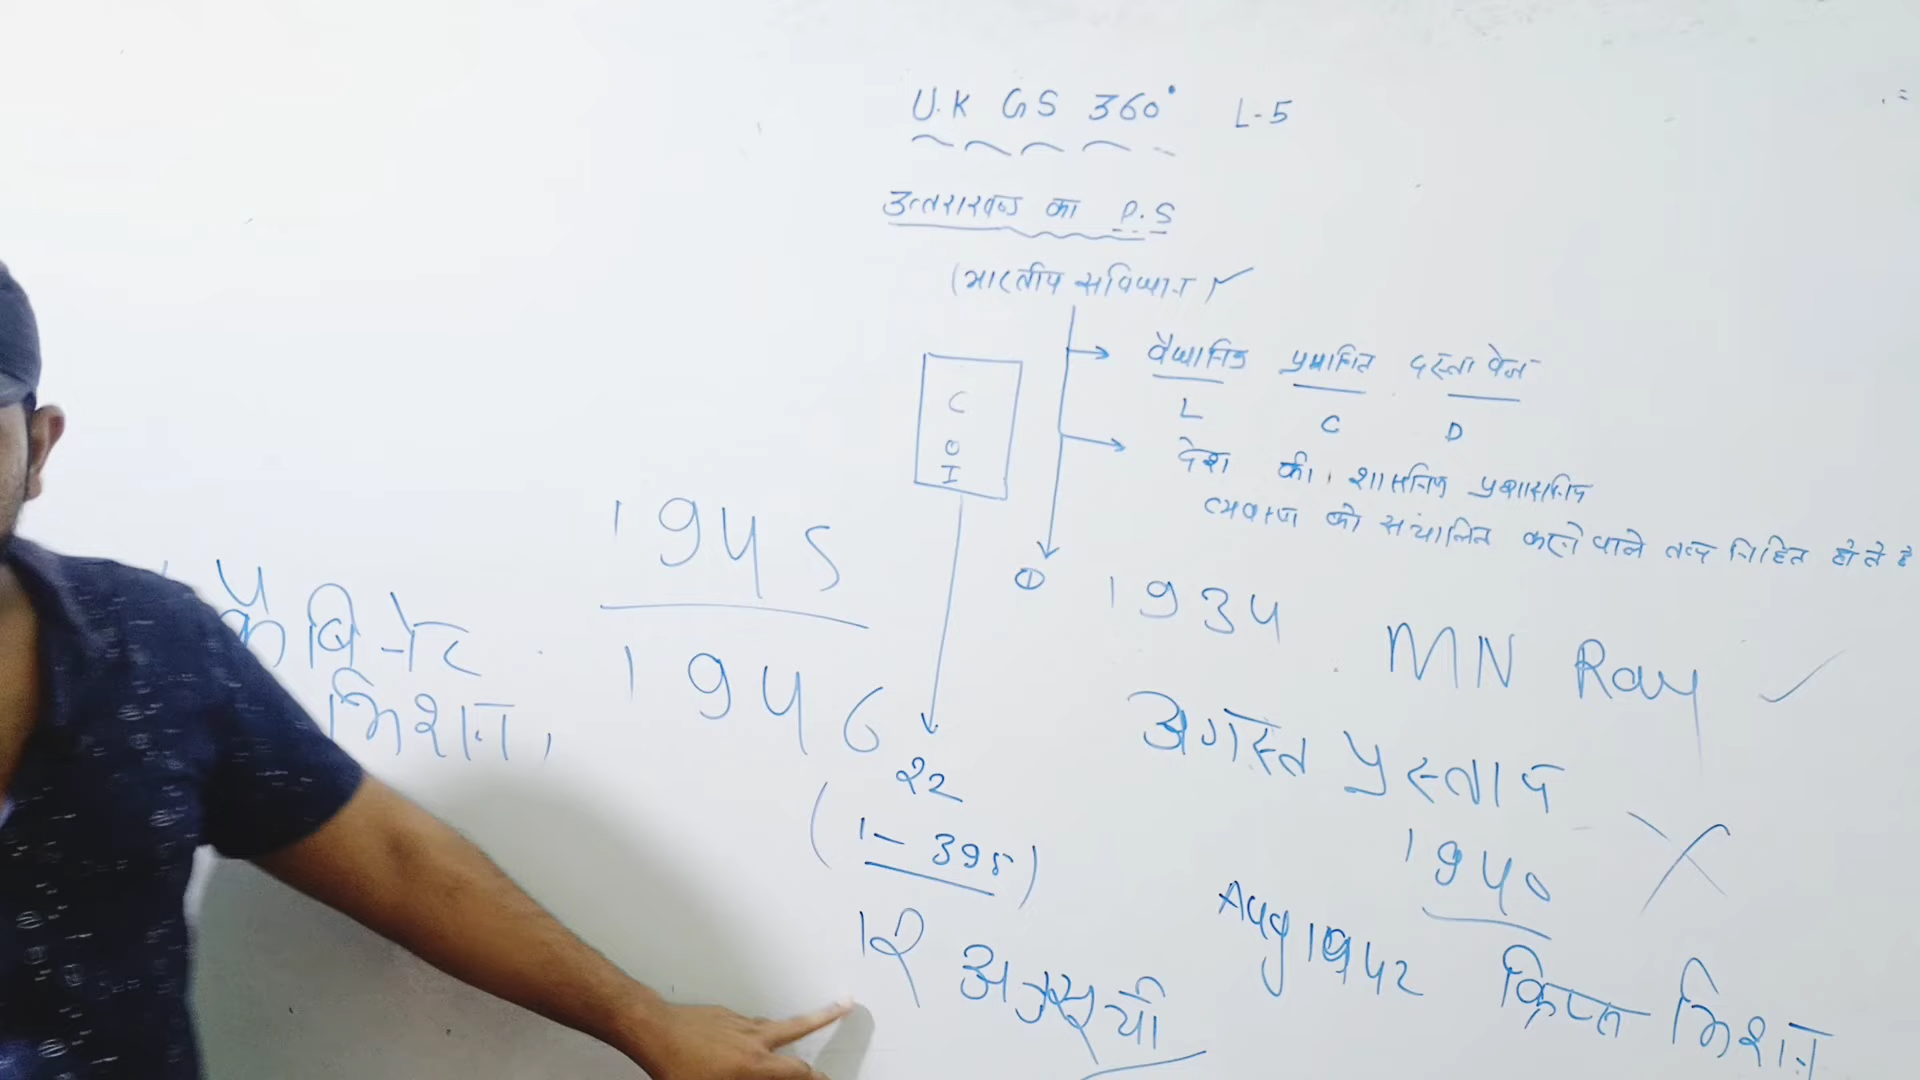 U.K GS 360° L-5
उत्तराखण्ड का P.S
(भारतीय संविधान)
वैधानिक प्रमाणित दस्तावेज
L C D
C
O
I
देश की शासनिक प्रशासनिक
व्यवस्था को संचालित करने वाले तत्व निहित होते है
①
1934 MN Ray
अगस्त प्रस्ताव
1940
Aug 1942 क्रिप्स मिशन
1945
1946
कैबिनेट
मिशन,
22
(1-395)
12 अनुसूची